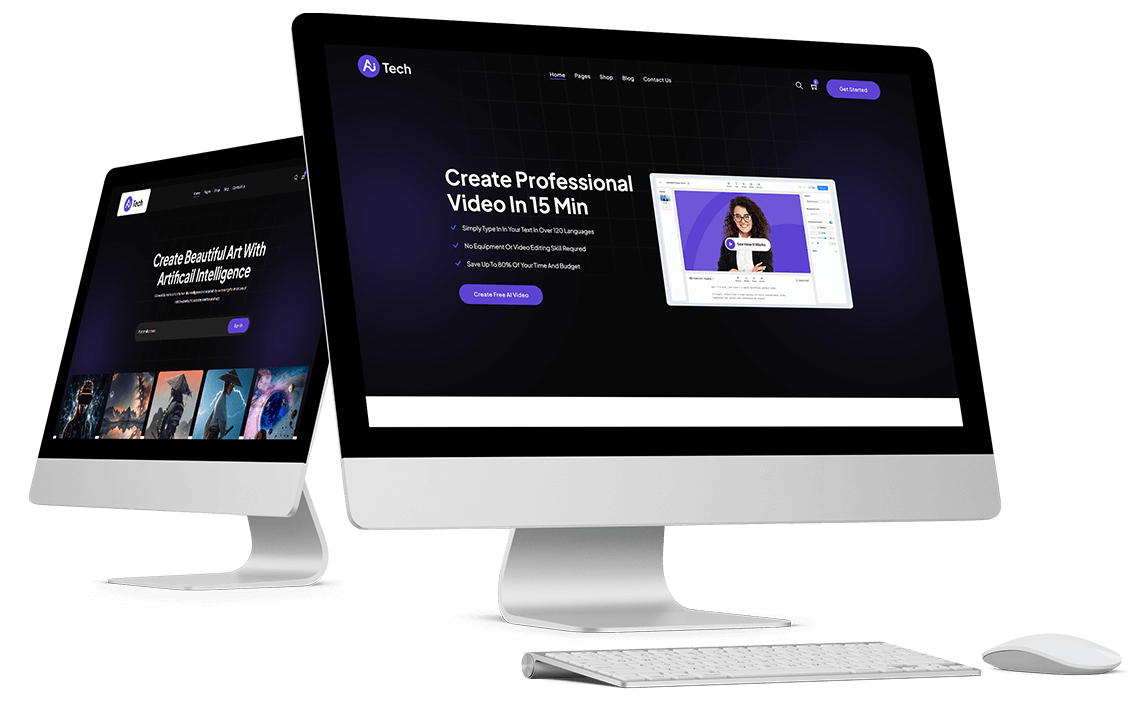 Ai Tech
Home Pages Shop Blog Contact Us
Get Started
Create Professional
Video In 15 Min
Simply Type In In Your Text In Over 120 Languages
No Equipment Or Video Editing Skill Requred
Save Up To 80% Of Your Time And Budget
Create Free AI Video
See How It Works
Ai Tech
Home Pages Shop Blog Contact Us
Create Beautiful Art With
Artificail Intelligence
Sign Up